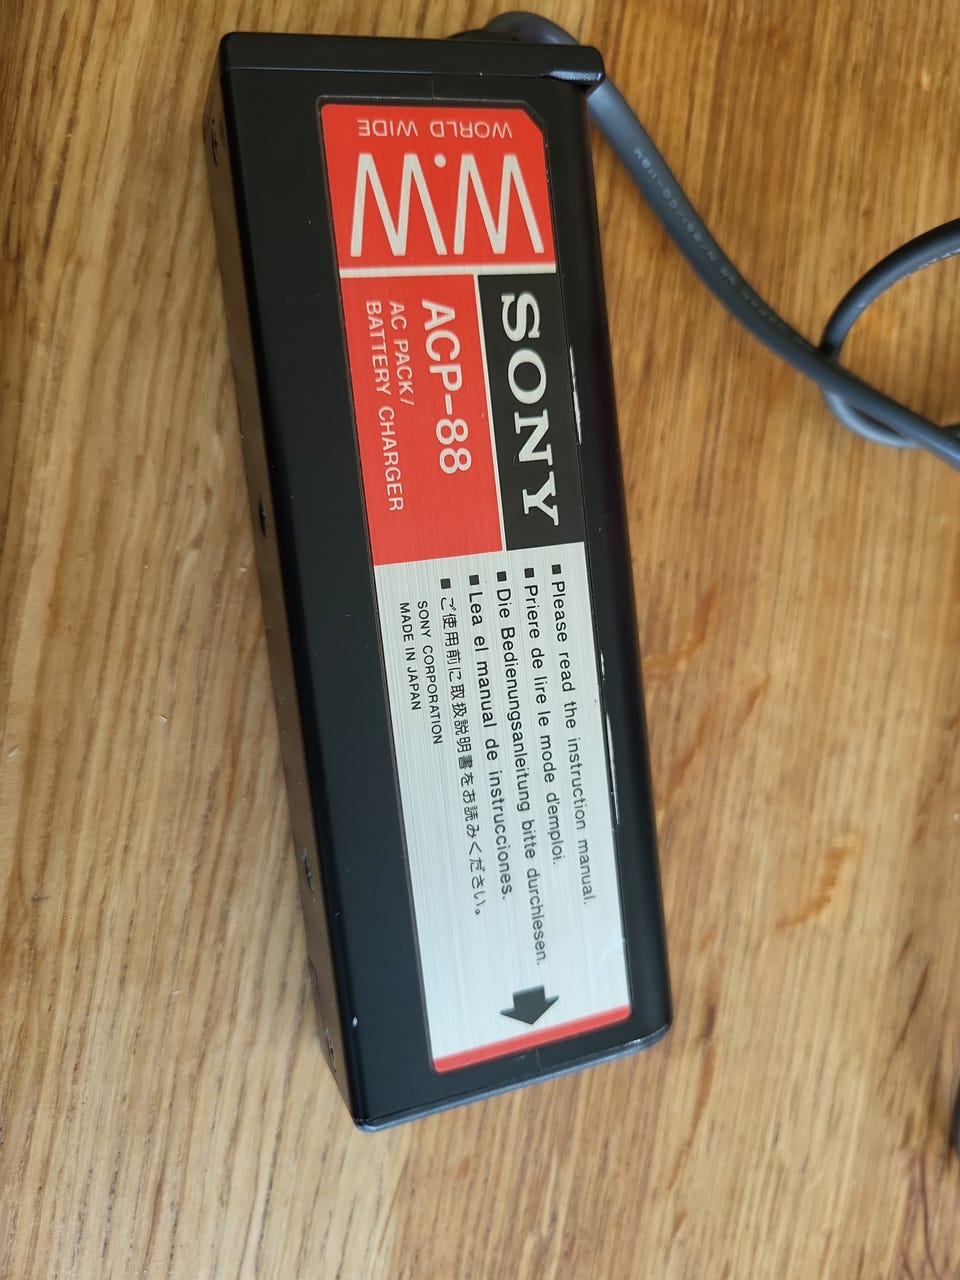 WORLD WIDE
W.W
SONY
ACP-88
AC PACK/
BATTERY CHARGER
■ Please read the instruction manual.
■ Priere de lire le mode d'emploi.
■ Die Bedienungsanleitung bitte durchlesen.
■ Lea el manual de instrucciones.
■ ご使用前に取扱説明書をお読みください。
SONY CORPORATION
MADE IN JAPAN